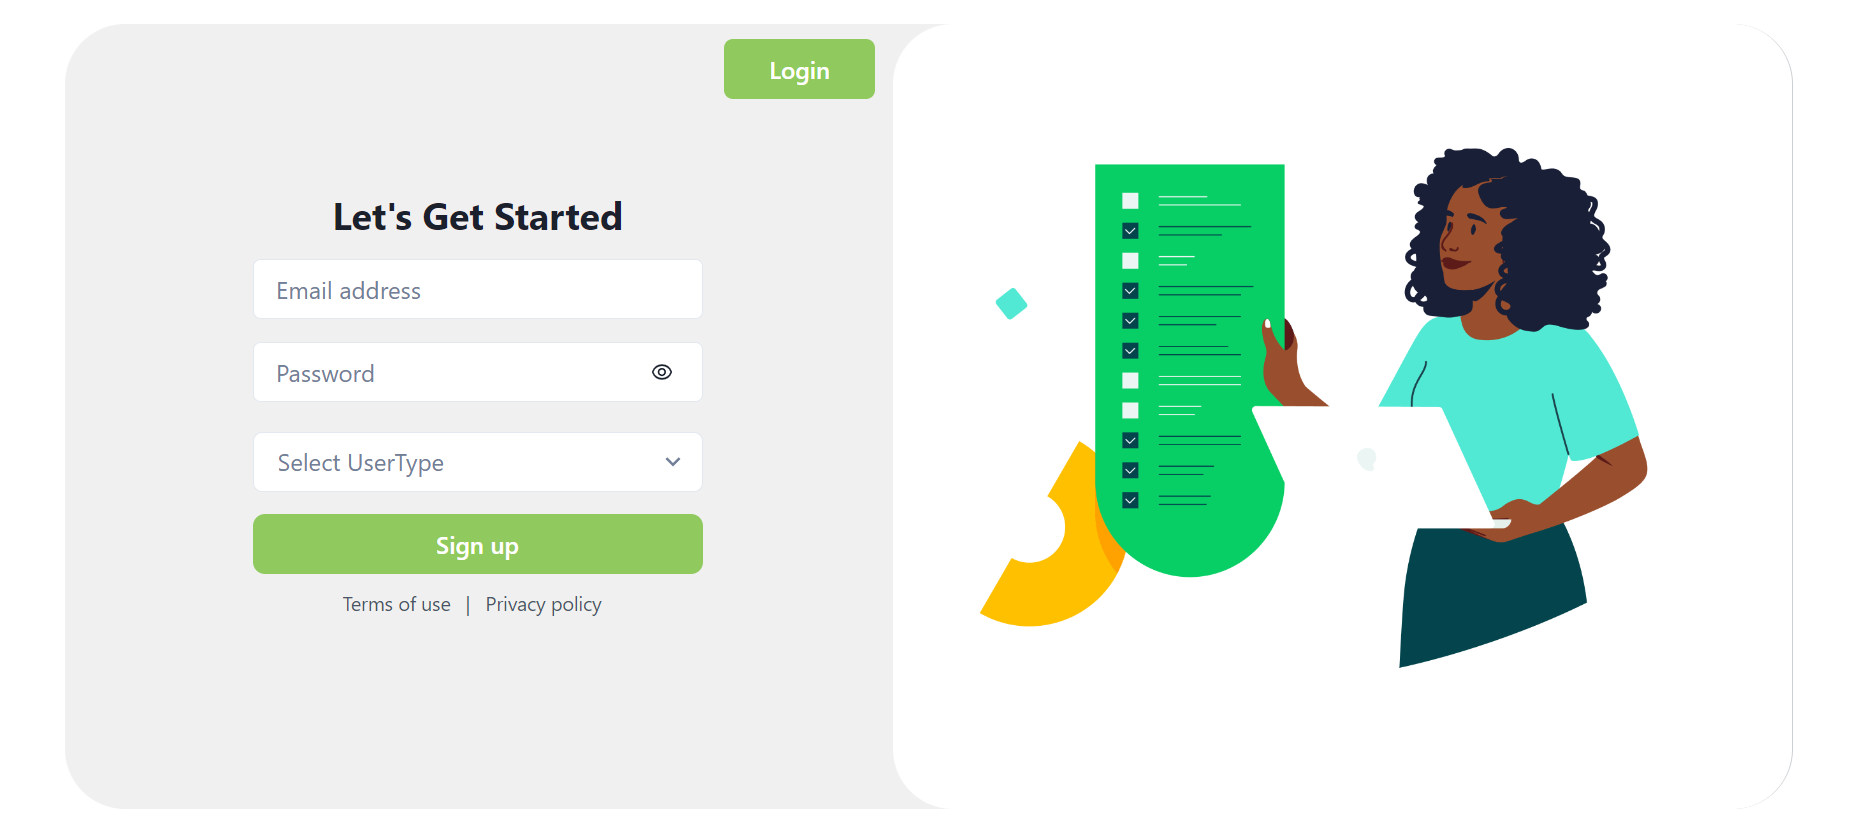 Login
Let's Get Started
Email address
Password
Select UserType
Sign up
Terms of use | Privacy policy